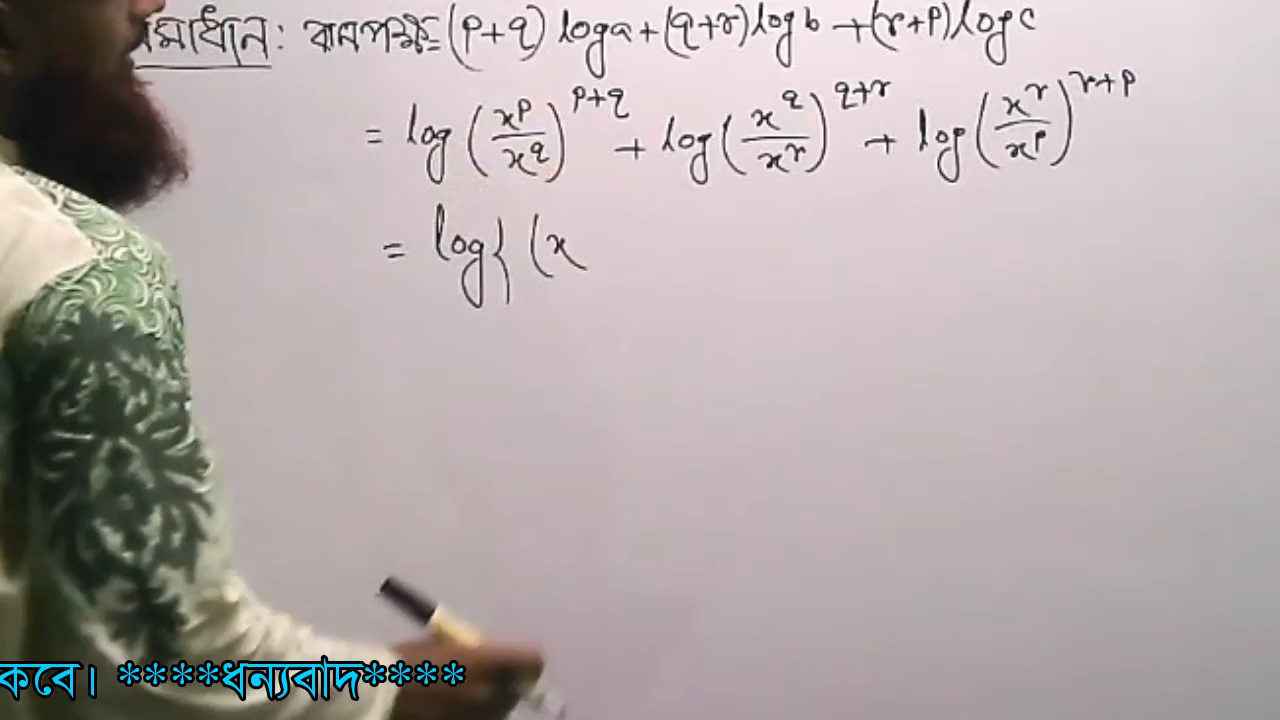 সমাধান: বামপক্ষ= (p+q) log a + (q+r) log b + (r+p) log c
= log (x^p/x^q)^(p+q) + log (x^q/x^r)^(q+r) + log (x^r/x^p)^(r+p)
= log { (x
কবে। ****ধন্যবাদ****